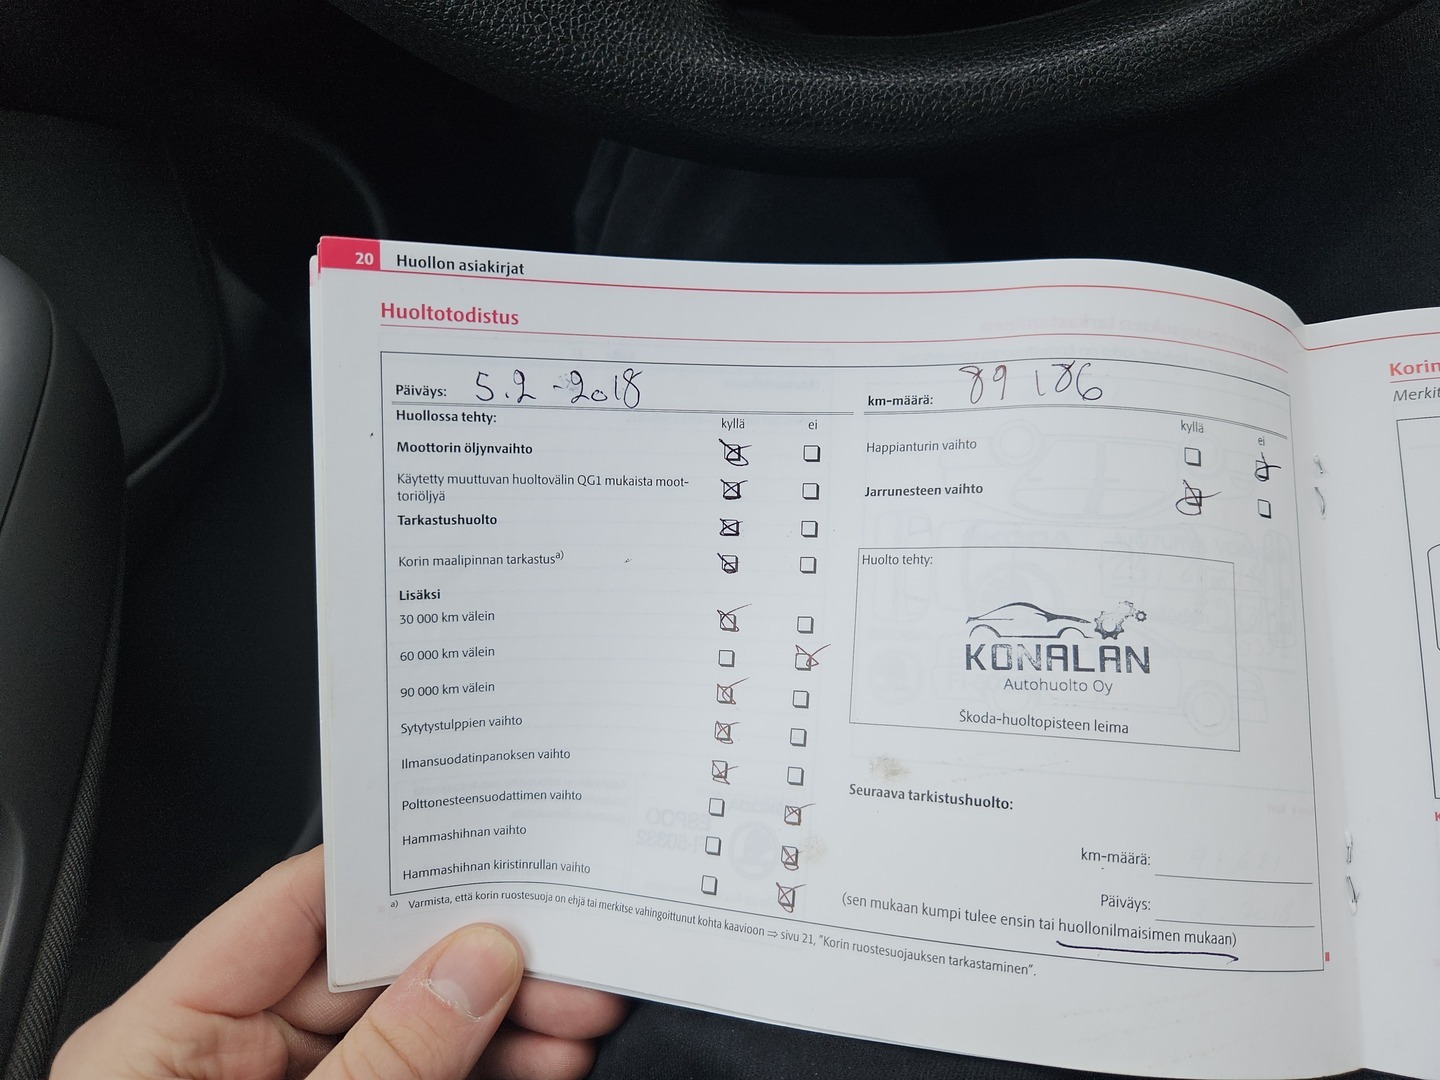 20 Huollon asiakirjat
Huoltotodistus
Päiväys: 5.2 -2018
Huollossa tehty: kyllä ei
Moottorin öljynvaihto
Käytetty muuttuvan huoltovälin QG1 mukaista moot-
toriöljyä
Tarkastushuolto
Korin maalipinnan tarkastus a)
Lisäksi
30 000 km välein
60 000 km välein
90 000 km välein
Sytytystulppien vaihto
Ilmansuodatinpanoksen vaihto
Polttonesteensuodattimen vaihto
Hammashihnan vaihto
Hammashihnan kiristinrullan vaihto
km-määrä: 89 186
kyllä ei
Happianturin vaihto
Jarrunesteen vaihto
Huolto tehty:
KONALAN
Autohuolto Oy
Škoda-huoltopisteen leima
Seuraava tarkistushuolto:
km-määrä:
Päiväys:
(sen mukaan kumpi tulee ensin tai huollonilmaisimen mukaan)
a) Varmista, että korin ruostesuoja on ehjä tai merkitse vahingoittunut kohta kaavioon ⇒ sivu 21, "Korin ruostesuojauksen tarkastaminen".
Korin